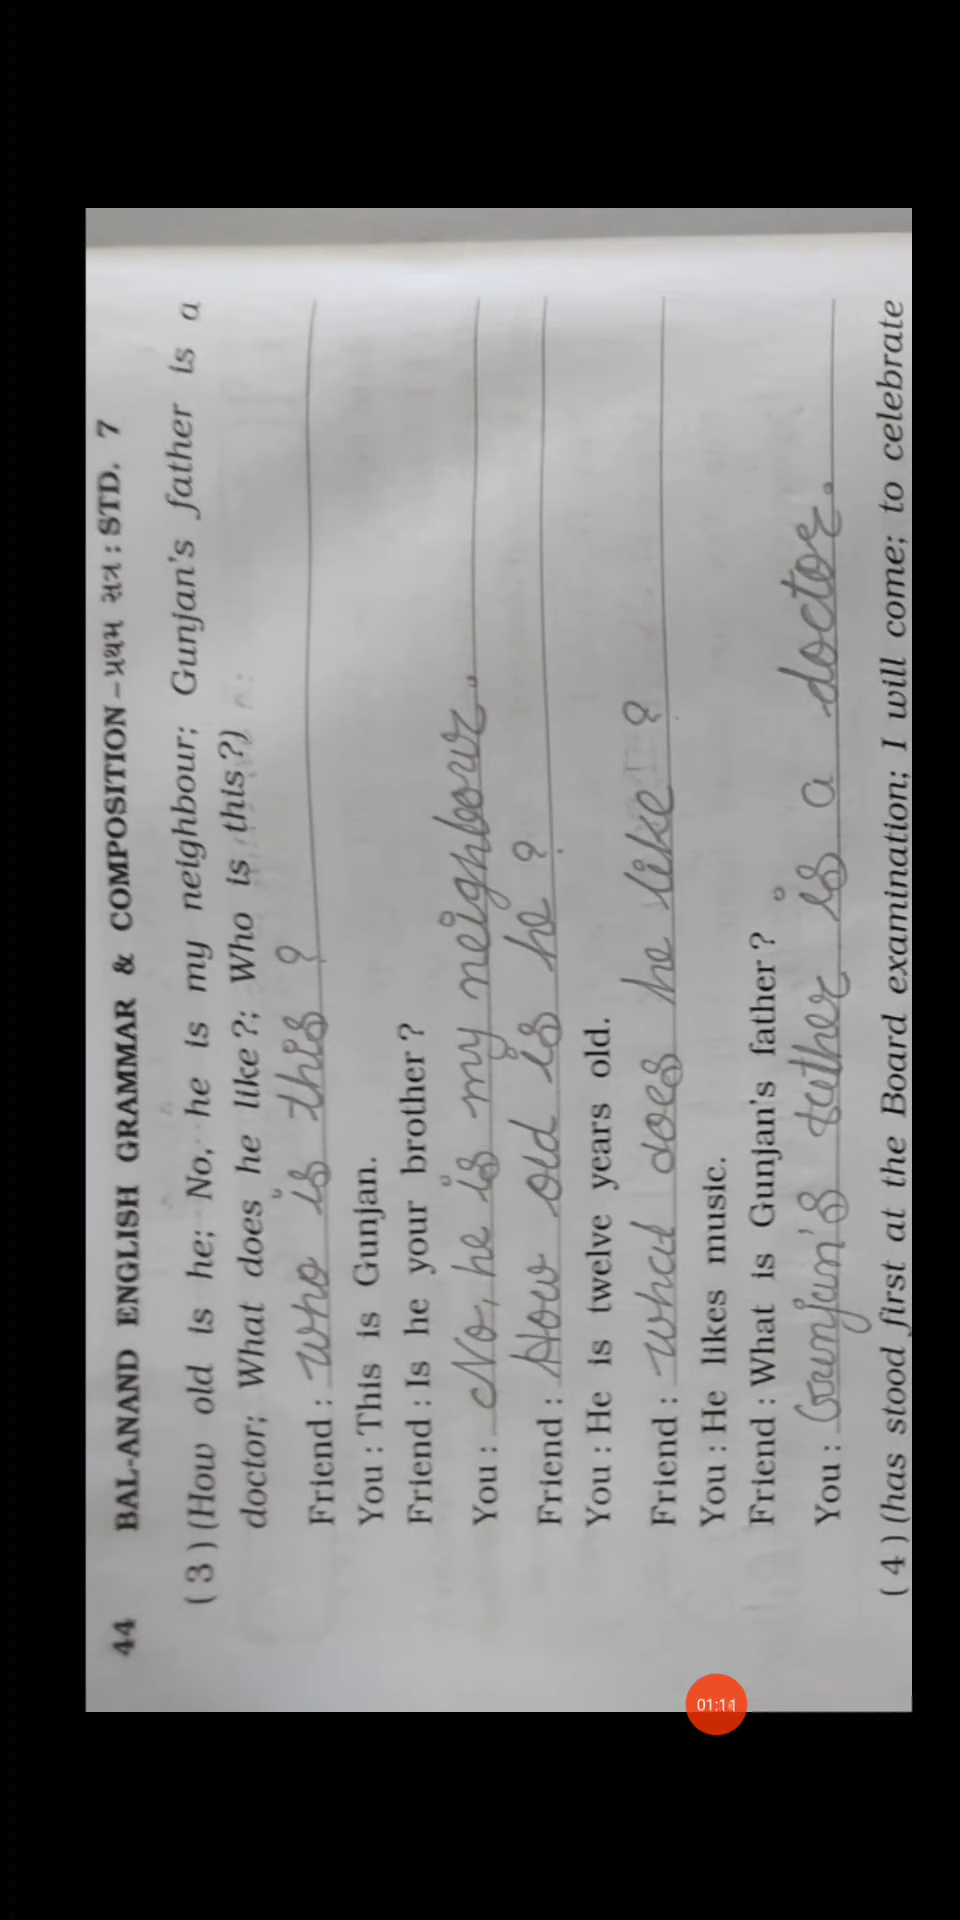 44 BAL-ANAND ENGLISH GRAMMAR & COMPOSITION – પ્રથમ સત્ર : STD. 7
( 3 ) (How old is he; No, he is my neighbour; Gunjan's father is a
doctor; What does he like ?; Who is this ?)
Friend : who is this ?
You : This is Gunjan.
Friend : Is he your brother ?
You : No, he is my neighbour.
Friend : How old is he ?
You : He is twelve years old.
Friend : what does he like ?
You : He likes music.
Friend : What is Gunjan's father ?
You : Gunjan's father is a doctor.
( 4 ) (has stood first at the Board examination; I will come; to celebrate
01:14